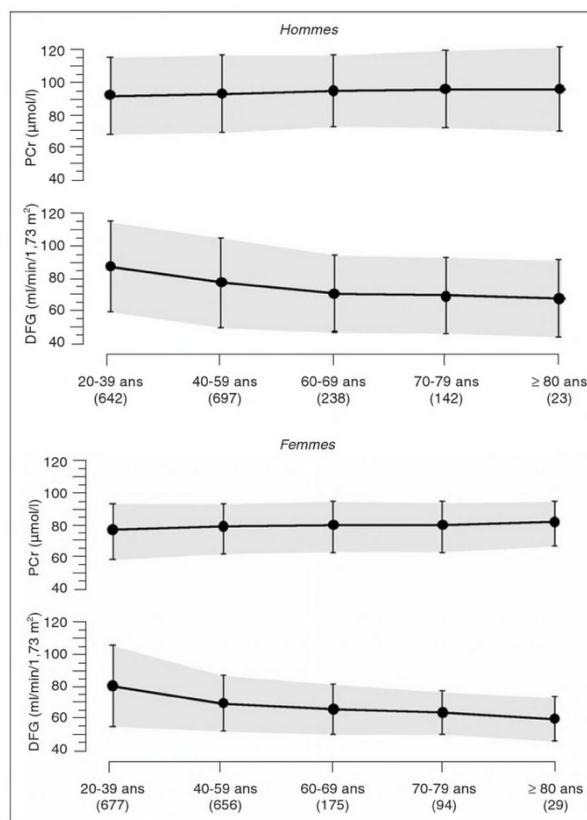 Hommes
120
100
80
60
40
PCr (µmol/l)
120
100
80
60
40
DFG (ml/min/1,73 m²)
20-39 ans 40-59 ans 60-69 ans 70-79 ans ≥ 80 ans
(642) (697) (238) (142) (23)
Femmes
120
100
80
60
40
PCr (µmol/l)
120
100
80
60
40
DFG (ml/min/1,73 m²)
20-39 ans 40-59 ans 60-69 ans 70-79 ans ≥ 80 ans
(677) (656) (175) (94) (29)